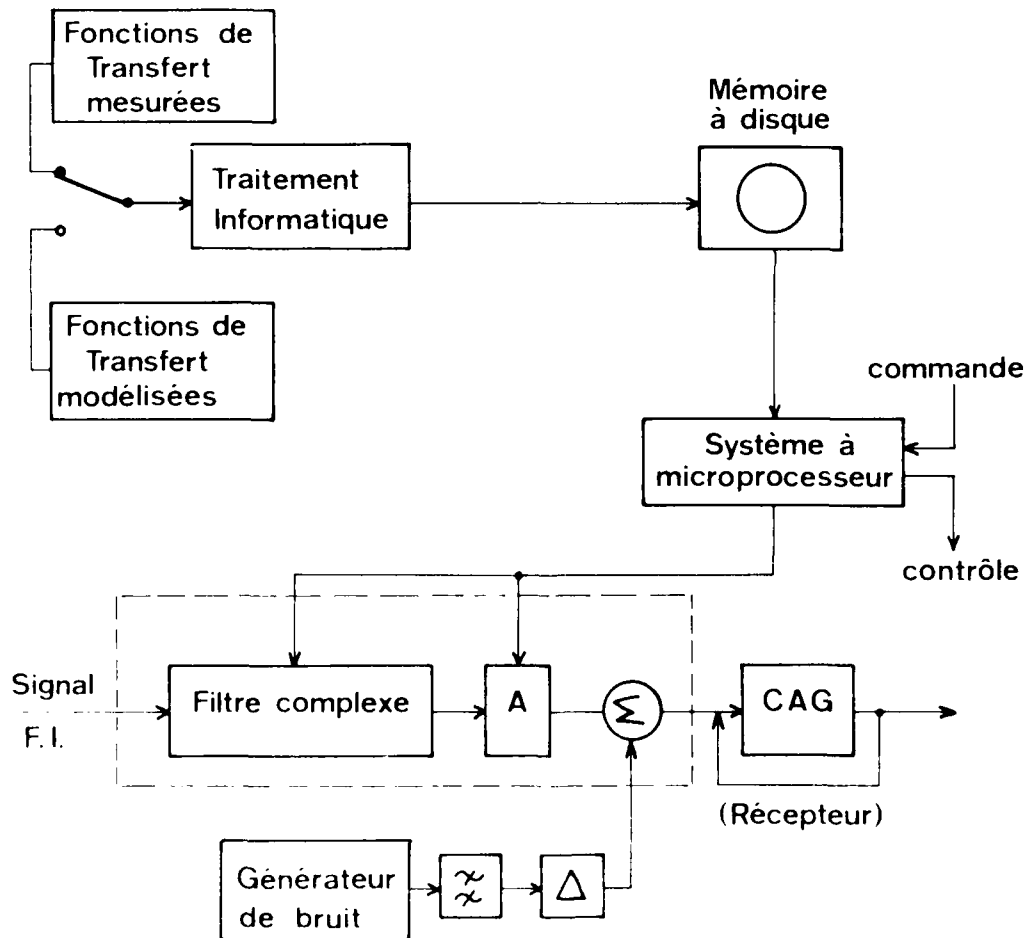 Fonctions de
Transfert
mesurées
Mémoire
à disque
Traitement
Informatique
Fonctions de
Transfert
modélisées
commande
Système à
microprocesseur
contrôle
Signal
F.I.
Filtre complexe
A
Σ
CAG
(Récepteur)
Générateur
de bruit
Δ